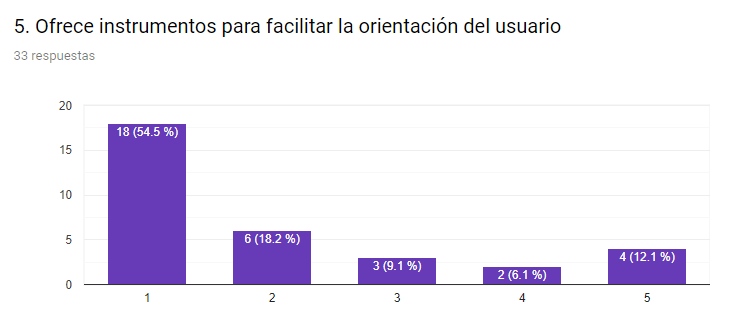 5. Ofrece instrumentos para facilitar la orientación del usuario
33 respuestas
20
15
10
5
0
18 (54.5 %)
6 (18.2 %)
3 (9.1 %)
2 (6.1 %)
4 (12.1 %)
1 2 3 4 5